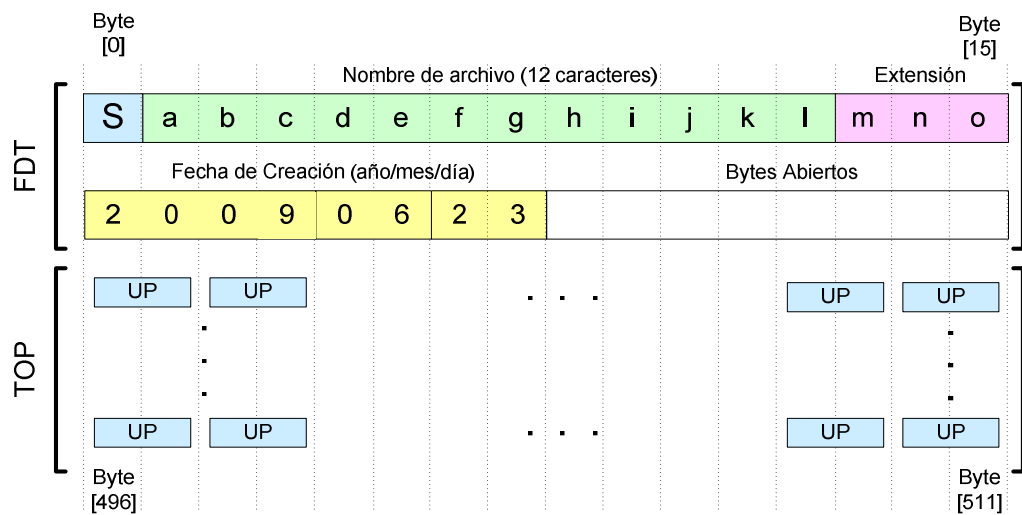 Byte
[0]
Byte
[15]
Nombre de archivo (12 caracteres)
Extensión
FDT
S a b c d e f g h i j k l m n o
Fecha de Creación (año/mes/día)
Bytes Abiertos
2 0 0 9 0 6 2 3
TOP
UP UP . . . UP UP
UP UP . . . UP UP
Byte
[496]
Byte
[511]